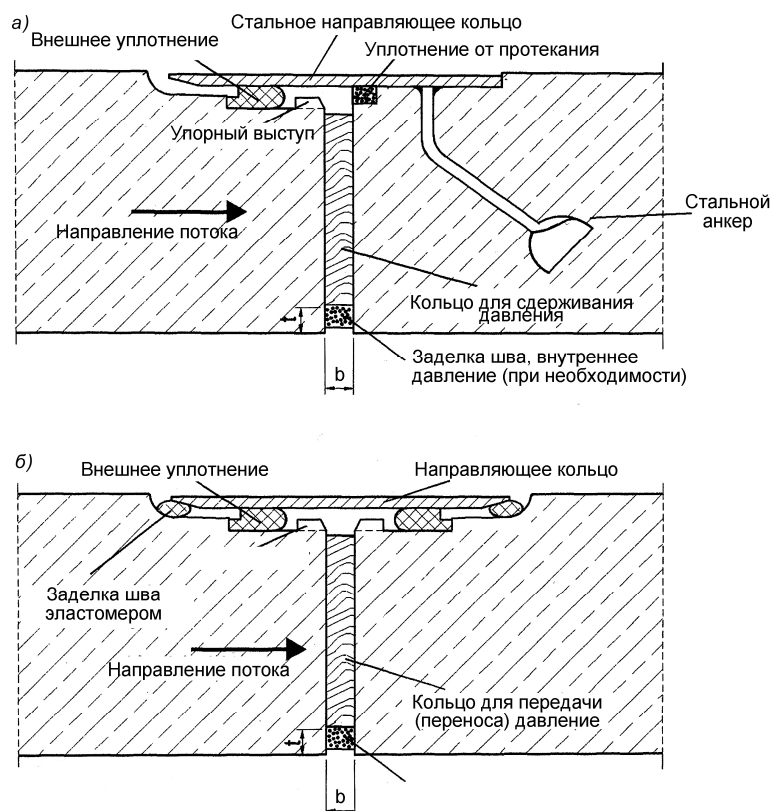 а)
Стальное направляющее кольцо
Внешнее уплотнение
Уплотнение от протекания
Упорный выступ
Стальной
анкер
Направление потока
Кольцо для сдерживания
давления
t
Заделка шва, внутреннее
давление (при необходимости)
b
б)
Внешнее уплотнение
Направляющее кольцо
Заделка шва
эластомером
Направление потока
Кольцо для передачи
(переноса) давление
t
b